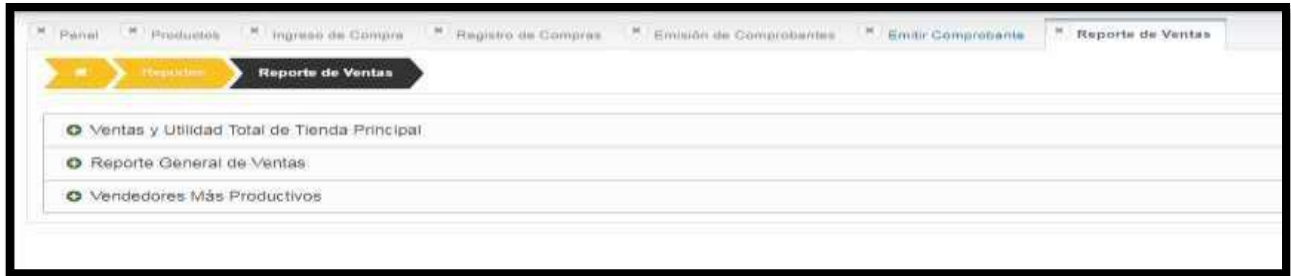 Panel Productos Ingreso de Compra Registro de Compras Emisión de Comprobantes Emitir Comprobante Reporte de Ventas
Reportes Reporte de Ventas
Ventas y Utilidad Total de Tienda Principal
Reporte General de Ventas
Vendedores Más Productivos